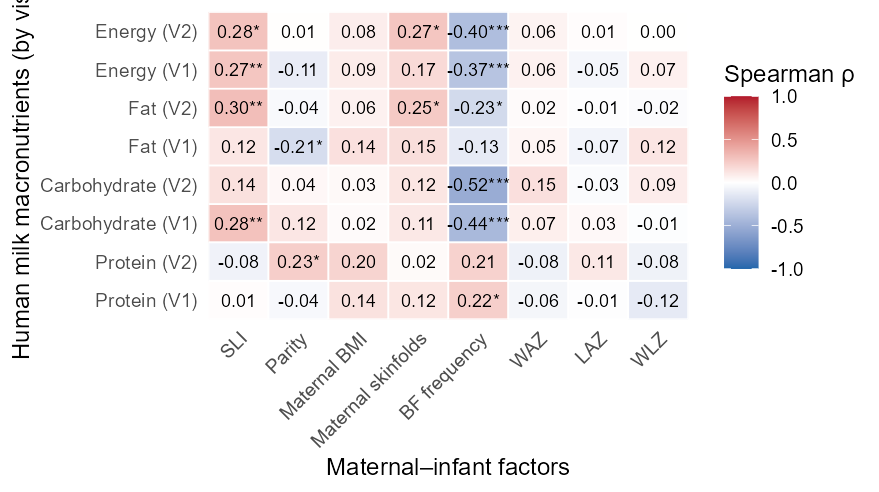 Human milk macronutrients (by
Energy (V2) 0.28* 0.01 0.08 0.27* -0.40*** 0.06 0.01 0.00
Energy (V1) 0.27** -0.11 0.09 0.17 -0.37*** 0.06 -0.05 0.07
Fat (V2) 0.30** -0.04 0.06 0.25* -0.23* 0.02 -0.01 -0.02
Fat (V1) 0.12 -0.21* 0.14 0.15 -0.13 0.05 -0.07 0.12
Carbohydrate (V2) 0.14 0.04 0.03 0.12 -0.52*** 0.15 -0.03 0.09
Carbohydrate (V1) 0.28** 0.12 0.02 0.11 -0.44*** 0.07 0.03 -0.01
Protein (V2) -0.08 0.23* 0.20 0.02 0.21 -0.08 0.11 -0.08
Protein (V1) 0.01 -0.04 0.14 0.12 0.22* -0.06 -0.01 -0.12
SLI
Parity
Maternal BMI
Maternal skinfolds
BF frequency
WAZ
LAZ
WLZ
Maternal–infant factors
Spearman ρ
1.0
0.5
0.0
-0.5
-1.0